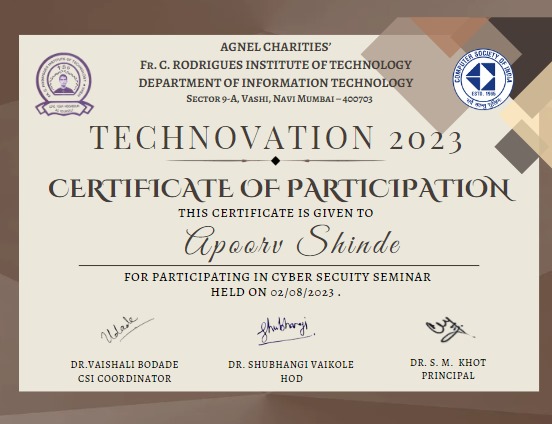 AGNEL CHARITIES'
FR. C. RODRIGUES INSTITUTE OF TECHNOLOGY
DEPARTMENT OF INFORMATION TECHNOLOGY
SECTOR 9-A, VASHI, NAVI MUMBAI – 400703
COMPUTER SOCIETY OF INDIA
ESTD. 1965
TECHNOVATION 2023
CERTIFICATE OF PARTICIPATION
THIS CERTIFICATE IS GIVEN TO
Apoorv Shinde
FOR PARTICIPATING IN CYBER SECUITY SEMINAR
HELD ON 02/08/2023 .
Shubhangi
DR.VAISHALI BODADE
CSI COORDINATOR
DR. SHUBHANGI VAIKOLE
HOD
DR. S. M. KHOT
PRINCIPAL